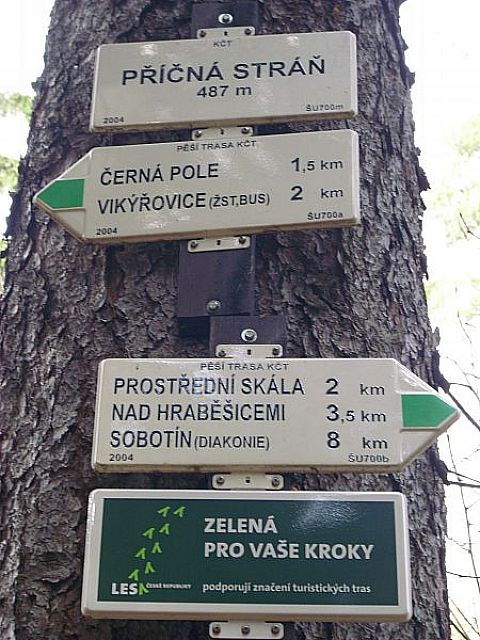 KČT
PŘÍČNÁ STRÁŇ
487 m
2004 ŠU700m
PĚŠÍ TRASA KČT
ČERNÁ POLE 1,5 km
VIKÝŘOVICE (ŽST,BUS) 2 km
2004 ŠU700a
PĚŠÍ TRASA KČT
PROSTŘEDNÍ SKÁLA 2 km
NAD HRABĚŠICEMI 3,5 km
SOBOTÍN (DIAKONIE) 8 km
2004 ŠU700b
ZELENÁ
PRO VAŠE KROKY
LESY ČESKÉ REPUBLIKY podporují značení turistických tras